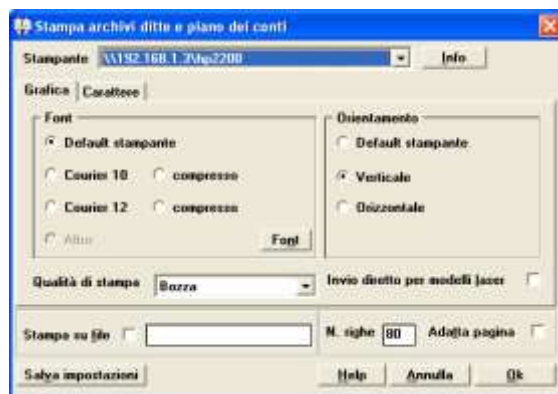 Stampa archivi ditte e piano dei conti
Stampante \\192.168.1.3\hp2200 Info
Grafica Carattere
Font Orientamento
Default stampante Default stampante
Courier 10 compresso Verticale
Courier 12 compresso Orizzontale
Altro Font
Qualità di stampa Bozza Invio diretto per modelli laser
Stampa su file N. righe 80 Adatta pagina
Salva impostazioni Help Annulla Ok